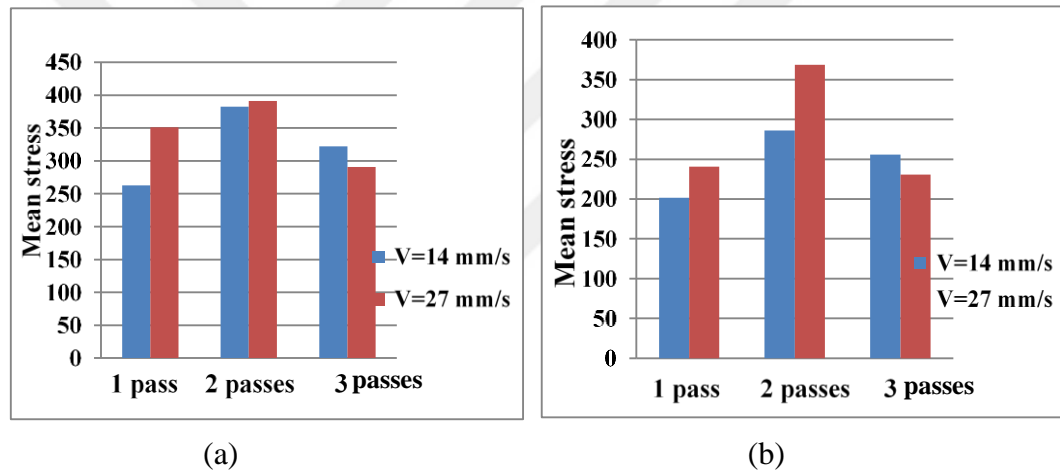 Mean stress
450
400
350
300
250
200
150
100
50
0
1 pass 2 passes 3 passes
V=14 mm/s
V=27 mm/s
(a)
Mean stress
400
350
300
250
200
150
100
50
0
1 pass 2 passes 3 passes
V=14 mm/s
V=27 mm/s
(b)